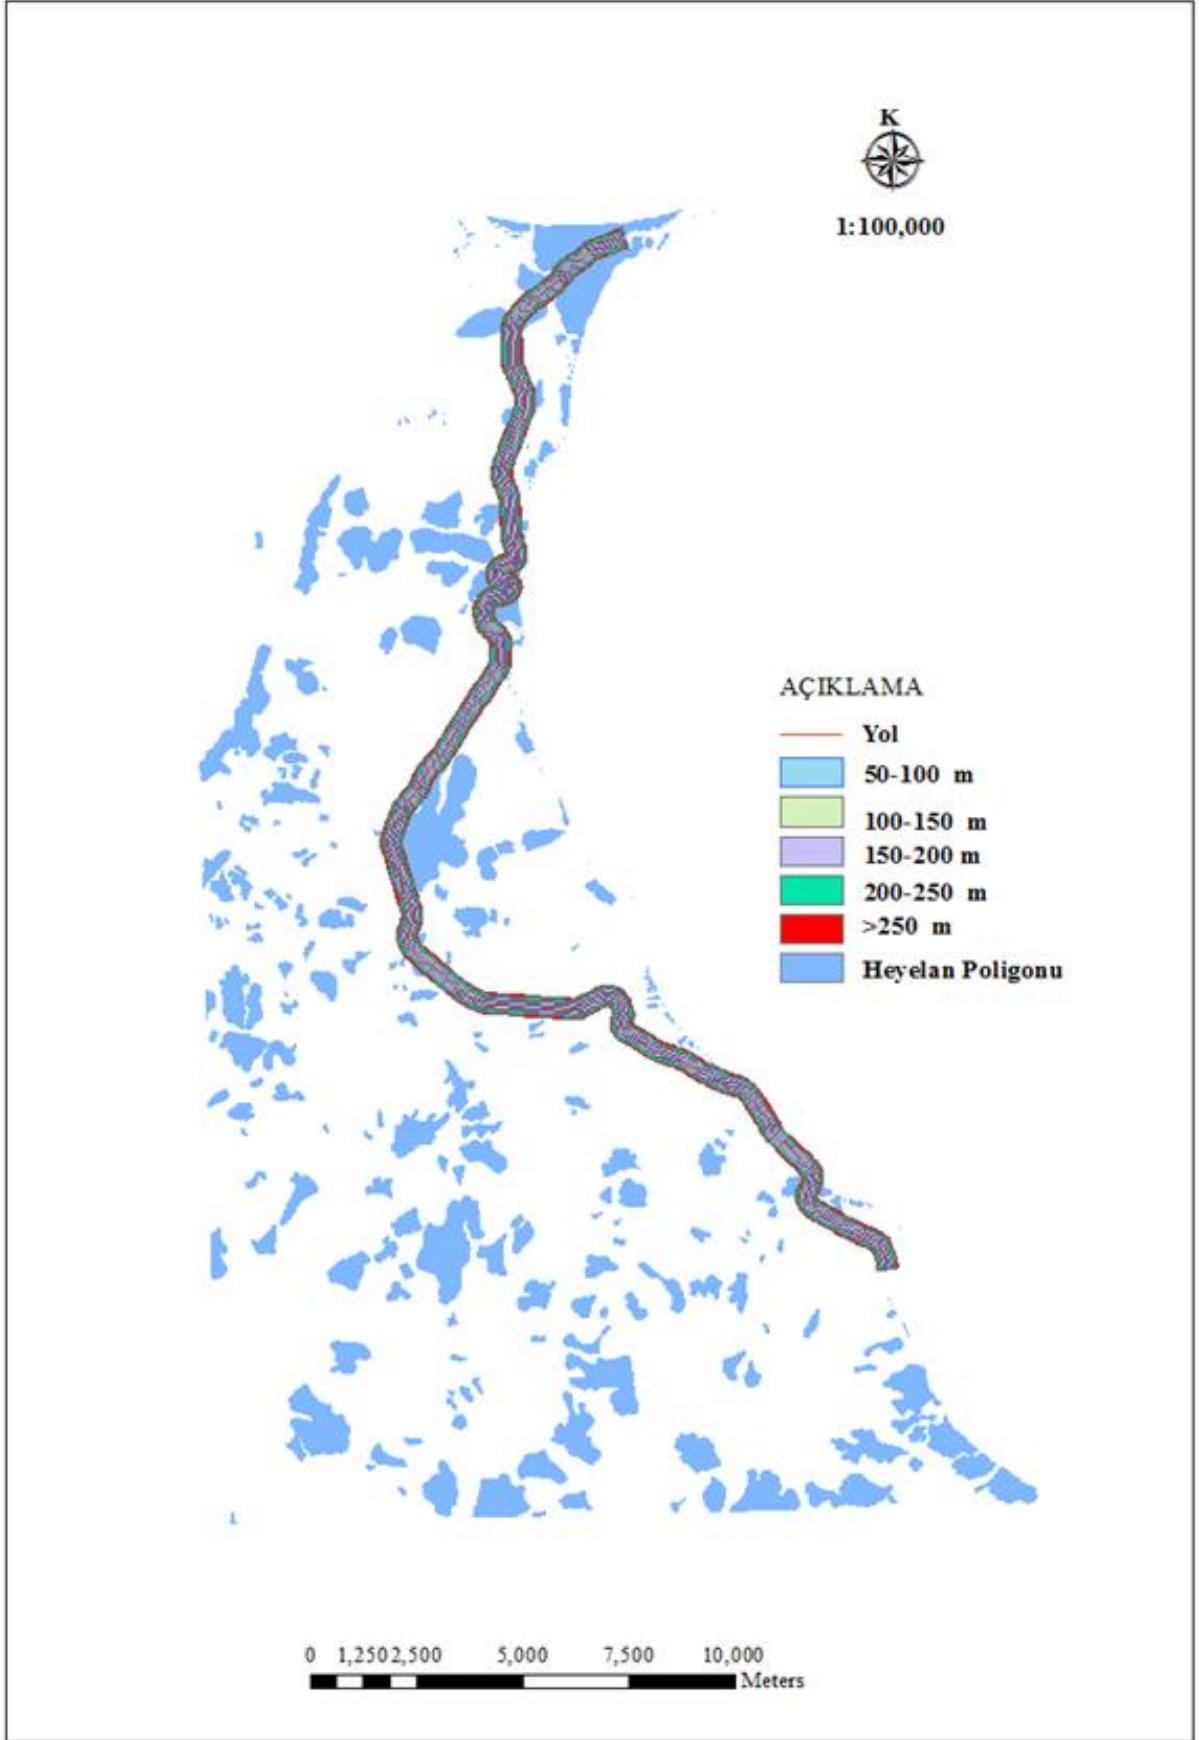 K
1:100,000
AÇIKLAMA
Yol
50-100 m
100-150 m
150-200 m
200-250 m
>250 m
Heyelan Poligonu
0 1,250 2,500 5,000 7,500 10,000
Meters